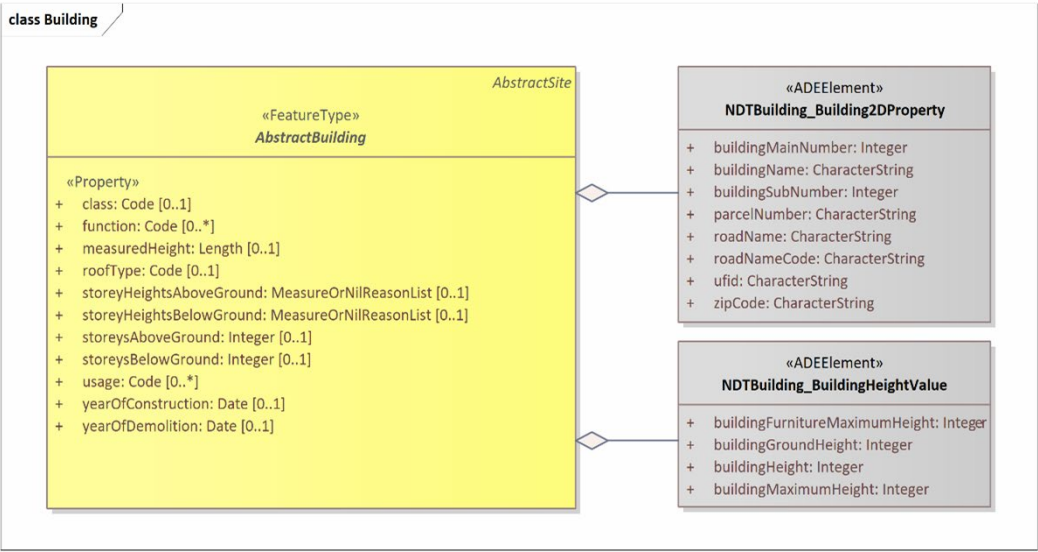 class Building
AbstractSite
«FeatureType»
AbstractBuilding
«Property»
+ class: Code [0..1]
+ function: Code [0..*]
+ measuredHeight: Length [0..1]
+ roofType: Code [0..1]
+ storeyHeightsAboveGround: MeasureOrNilReasonList [0..1]
+ storeyHeightsBelowGround: MeasureOrNilReasonList [0..1]
+ storeysAboveGround: Integer [0..1]
+ storeysBelowGround: Integer [0..1]
+ usage: Code [0..*]
+ yearOfConstruction: Date [0..1]
+ yearOfDemolition: Date [0..1]
«ADEElement»
NDTBuilding_Building2DProperty
+ buildingMainNumber: Integer
+ buildingName: CharacterString
+ buildingSubNumber: Integer
+ parcelNumber: CharacterString
+ roadName: CharacterString
+ roadNameCode: CharacterString
+ ufid: CharacterString
+ zipCode: CharacterString
«ADEElement»
NDTBuilding_BuildingHeightValue
+ buildingFurnitureMaximumHeight: Integer
+ buildingGroundHeight: Integer
+ buildingHeight: Integer
+ buildingMaximumHeight: Integer